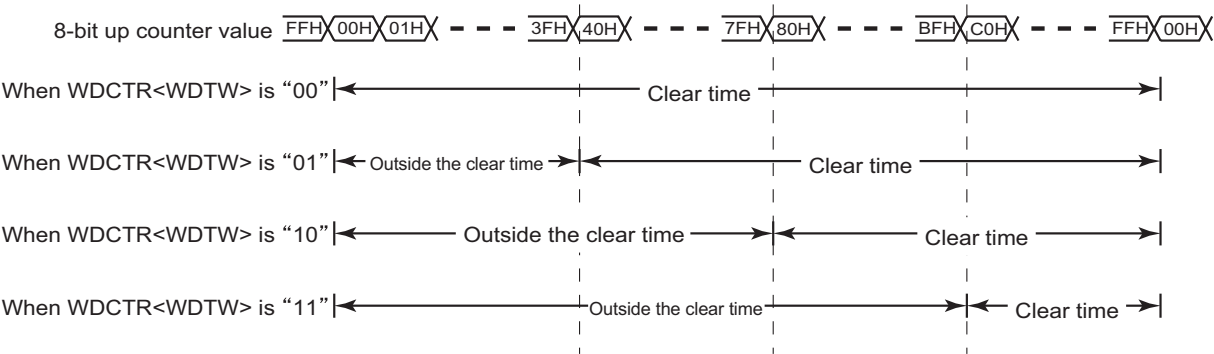 8-bit up counter value FFH 00H 01H 3FH 40H 7FH 80H BFH C0H FFH 00H
When WDCTR<WDTW> is “00” Clear time
When WDCTR<WDTW> is “01” Outside the clear time Clear time
When WDCTR<WDTW> is “10” Outside the clear time Clear time
When WDCTR<WDTW> is “11” Outside the clear time Clear time